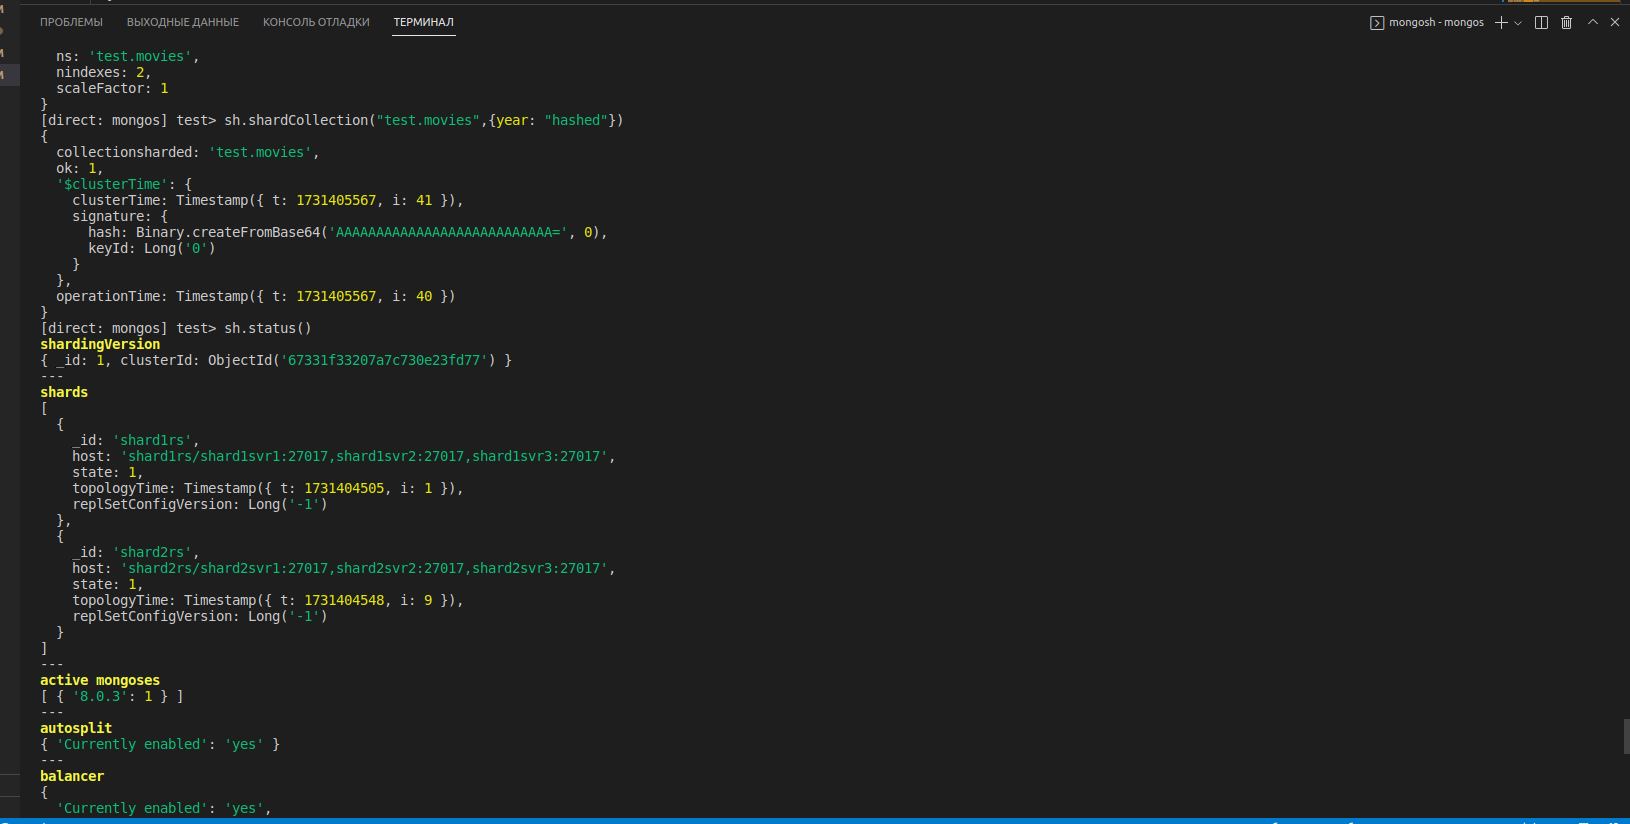 ПРОБЛЕМЫ ВЫХОДНЫЕ ДАННЫЕ КОНСОЛЬ ОТЛАДКИ ТЕРМИНАЛ mongosh - mongos
  ns: 'test.movies',
  nindexes: 2,
  scaleFactor: 1
}
[direct: mongos] test> sh.shardCollection("test.movies",{year: "hashed"})
{
  collectionsharded: 'test.movies',
  ok: 1,
  '$clusterTime': {
    clusterTime: Timestamp({ t: 1731405567, i: 41 }),
    signature: {
      hash: Binary.createFromBase64('AAAAAAAAAAAAAAAAAAAAAAAAAAA=', 0),
      keyId: Long('0')
    }
  },
  operationTime: Timestamp({ t: 1731405567, i: 40 })
}
[direct: mongos] test> sh.status()
shardingVersion
{ _id: 1, clusterId: ObjectId('67331f33207a7c730e23fd77') }
---
shards
[
  {
    _id: 'shard1rs',
    host: 'shard1rs/shard1svr1:27017,shard1svr2:27017,shard1svr3:27017',
    state: 1,
    topologyTime: Timestamp({ t: 1731404505, i: 1 }),
    replSetConfigVersion: Long('-1')
  },
  {
    _id: 'shard2rs',
    host: 'shard2rs/shard2svr1:27017,shard2svr2:27017,shard2svr3:27017',
    state: 1,
    topologyTime: Timestamp({ t: 1731404548, i: 9 }),
    replSetConfigVersion: Long('-1')
  }
]
---
active mongoses
[ { '8.0.3': 1 } ]
---
autosplit
{ 'Currently enabled': 'yes' }
---
balancer
{
  'Currently enabled': 'yes',